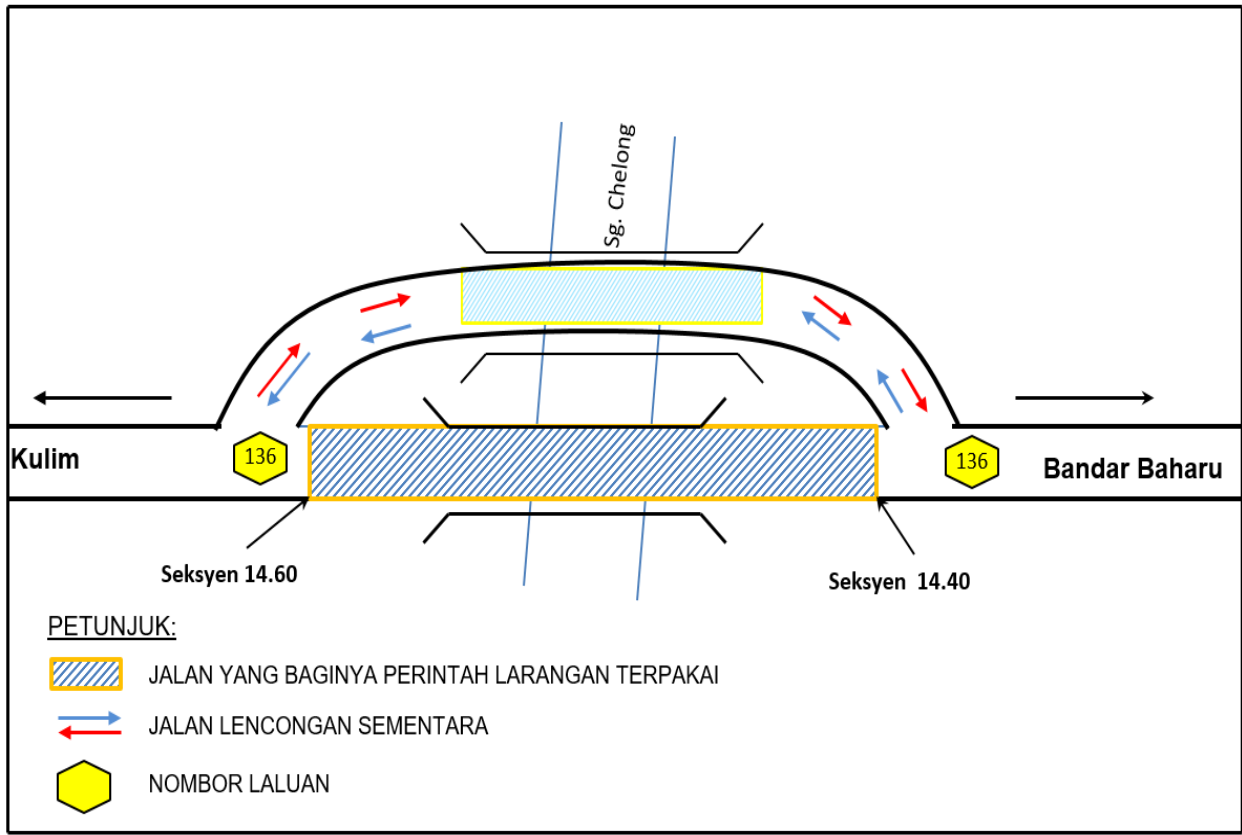 Sg. Chelong
Kulim
136
136
Bandar Baharu
Seksyen 14.60
Seksyen 14.40
PETUNJUK:
JALAN YANG BAGINYA PERINTAH LARANGAN TERPAKAI
JALAN LENCONGAN SEMENTARA
NOMBOR LALUAN